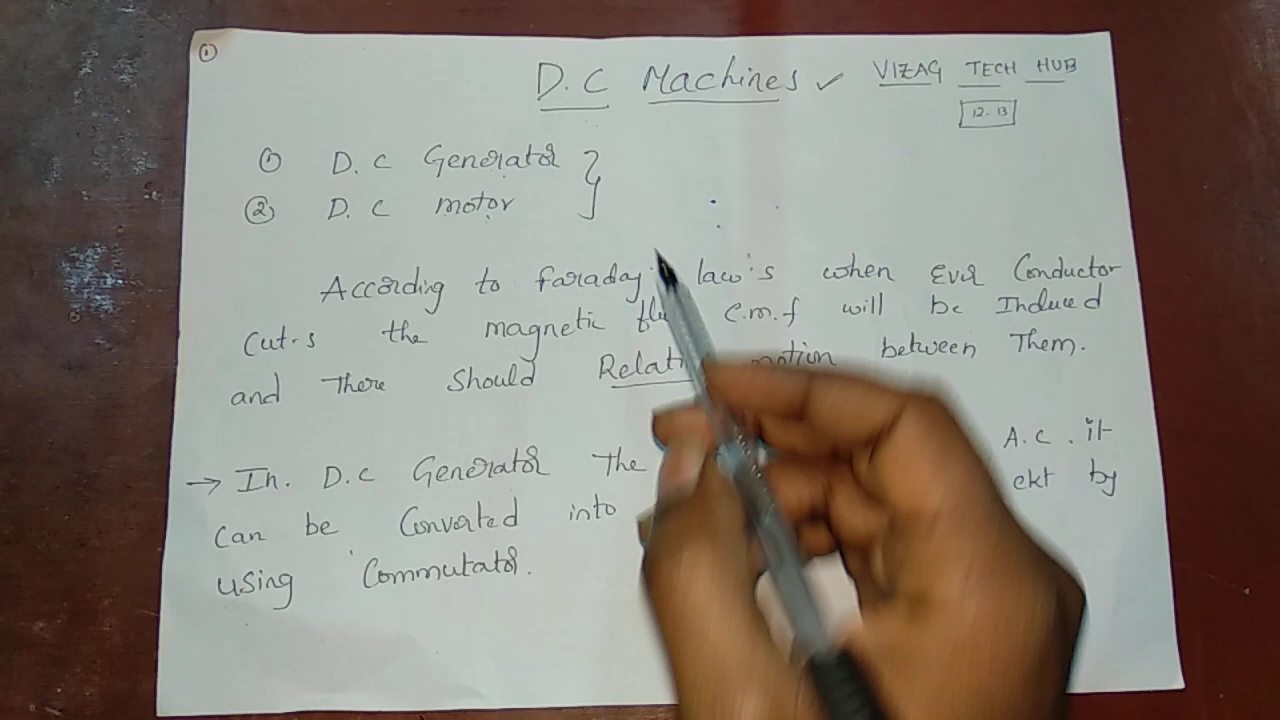 ①
D.C Machines ✓
VIZAG TECH HUB
12.13
① D.C Generator
② D.C motor
According to faraday law's when Ever Conductor
Cuts the magnetic e.m.f will be Induced
and There Should motion between Them.
→ In. D.C Generator The A.C. it
can be Converted into ckt by
using Commutator.